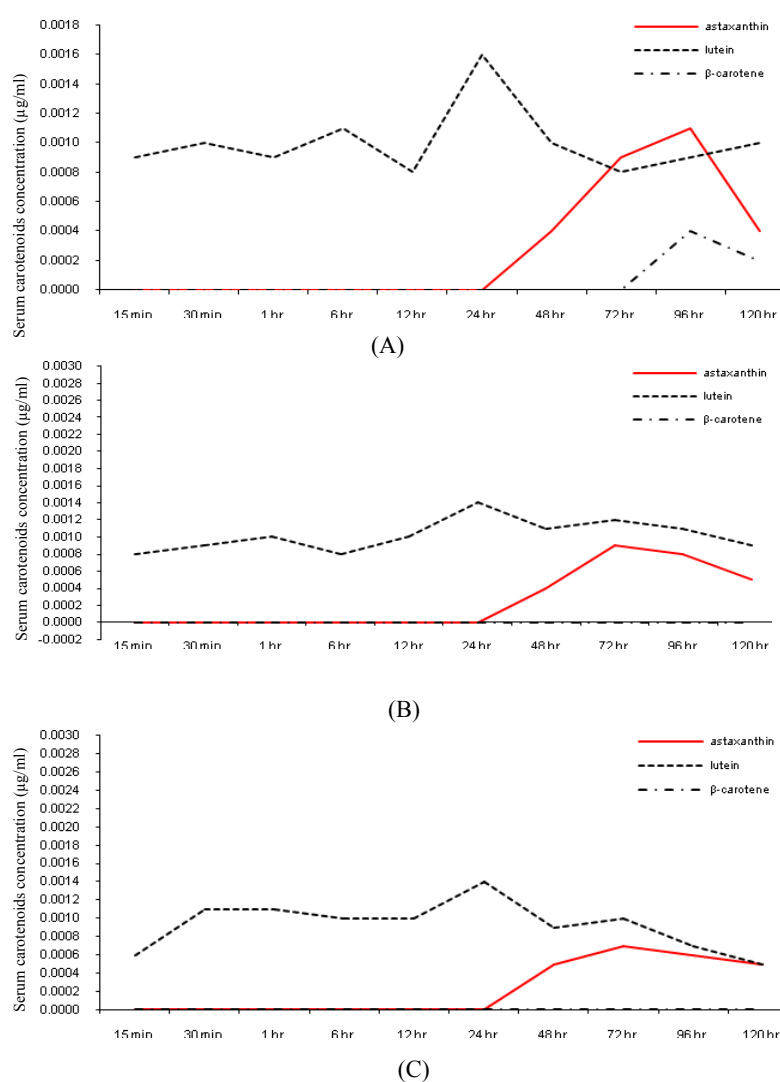 0.0018
0.0016
0.0014
0.0012
0.0010
0.0008
0.0006
0.0004
0.0002
0.0000
Serum carotenoids concentration (µg/ml)
astaxanthin
lutein
β-carotene
15 min 30 min 1 hr 6 hr 12 hr 24 hr 48 hr 72 hr 96 hr 120 hr
(A)
0.0030
0.0028
0.0026
0.0024
0.0022
0.0020
0.0018
0.0016
0.0014
0.0012
0.0010
0.0008
0.0006
0.0004
0.0002
0.0000
-0.0002
Serum carotenoids concentration (µg/ml)
astaxanthin
lutein
β-carotene
15 min 30 min 1 hr 6 hr 12 hr 24 hr 48 hr 72 hr 96 hr 120 hr
(B)
0.0030
0.0028
0.0026
0.0024
0.0022
0.0020
0.0018
0.0016
0.0014
0.0012
0.0010
0.0008
0.0006
0.0004
0.0002
0.0000
Serum carotenoids concentration (µg/ml)
astaxanthin
lutein
β-carotene
15 min 30 min 1 hr 6 hr 12 hr 24 hr 48 hr 72 hr 96 hr 120 hr
(C)